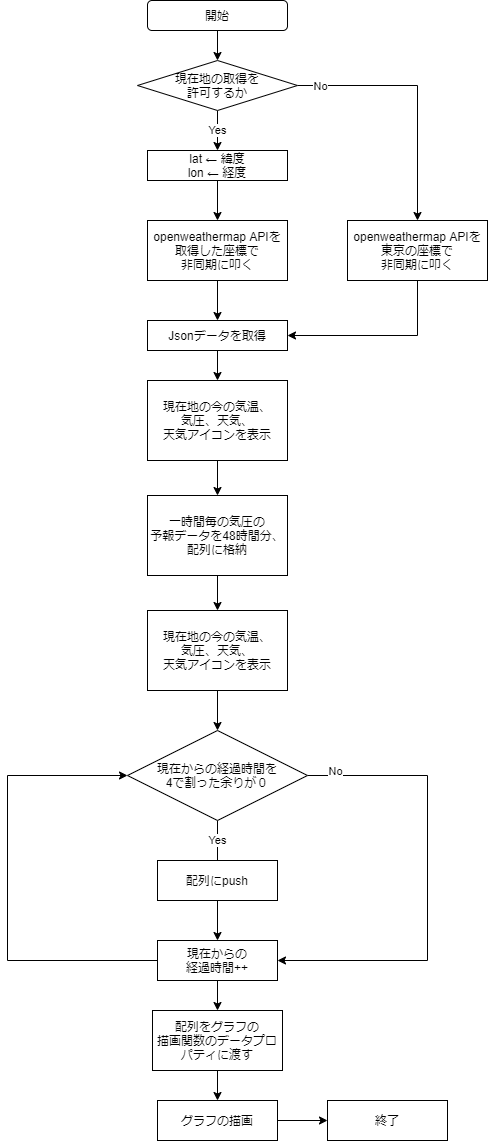 開始
現在地の取得を
許可するか
No
Yes
lat ← 緯度
lon ← 経度
openweathermap APIを
取得した座標で
非同期に叩く
openweathermap APIを
東京の座標で
非同期に叩く
Jsonデータを取得
現在地の今の気温、
気圧、天気、
天気アイコンを表示
一時間毎の気圧の
予報データを48時間分、
配列に格納
現在地の今の気温、
気圧、天気、
天気アイコンを表示
現在からの経過時間を
4で割った余りが０
No
Yes
配列にpush
現在からの
経過時間++
配列をグラフの
描画関数のデータプロ
パティに渡す
グラフの描画
終了